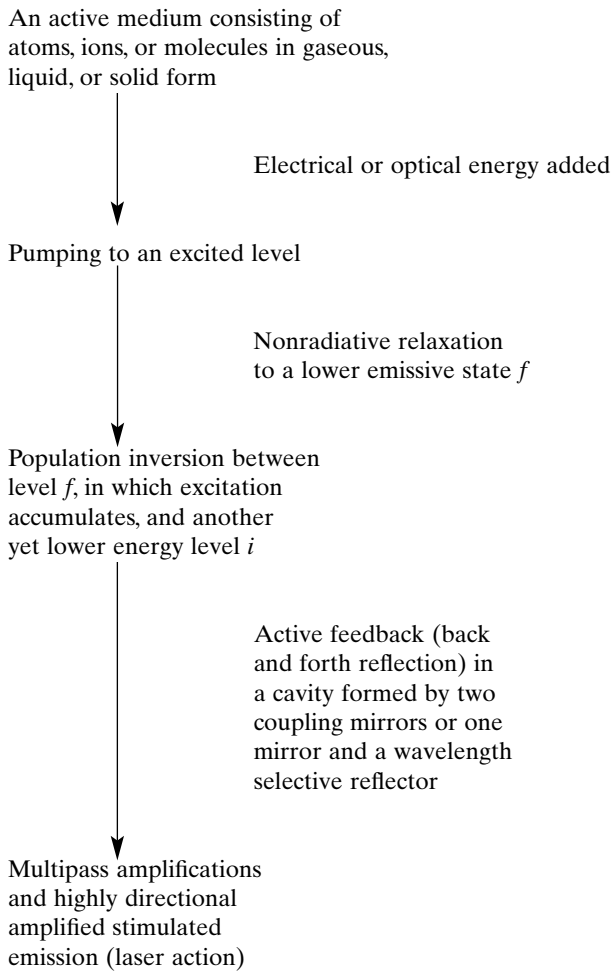 An active medium consisting of
atoms, ions, or molecules in gaseous,
liquid, or solid form
Electrical or optical energy added
Pumping to an excited level
Nonradiative relaxation
to a lower emissive state f
Population inversion between
level f, in which excitation
accumulates, and another
yet lower energy level i
Active feedback (back
and forth reflection) in
a cavity formed by two
coupling mirrors or one
mirror and a wavelength
selective reflector
Multipass amplifications
and highly directional
amplified stimulated
emission (laser action)